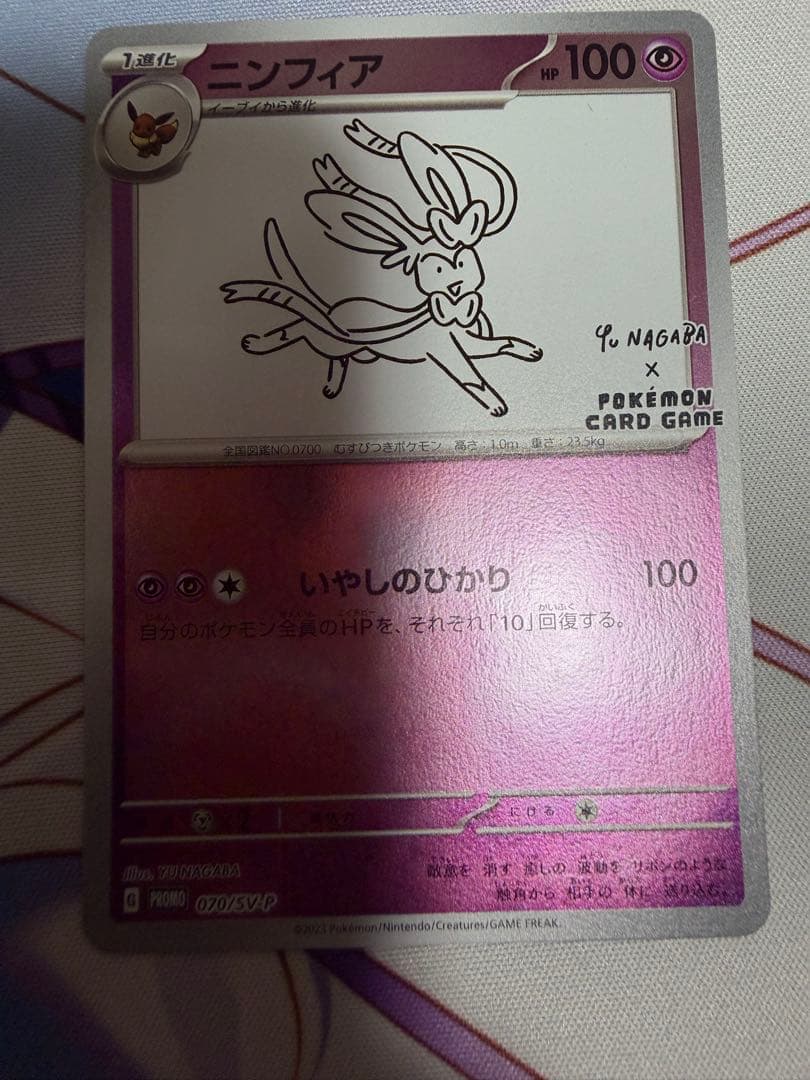 1進化
ニンフィア
HP 100
イーブイから進化
Yu NAGABA
×
POKÉMON
CARD GAME
全国図鑑NO.0700 むすびつきポケモン 高さ:1.0m 重さ:23.5kg
いやしのひかり 100
自分のポケモン全員のHPを、それぞれ「10」回復する。
にげる
Illus. YU NAGABA
敵意を 消す 癒しの 波動を リボンのような
触角から 相手の 体に 送り込む。
G PROMO 070/SV-P
©2023 Pokémon/Nintendo/Creatures/GAME FREAK.